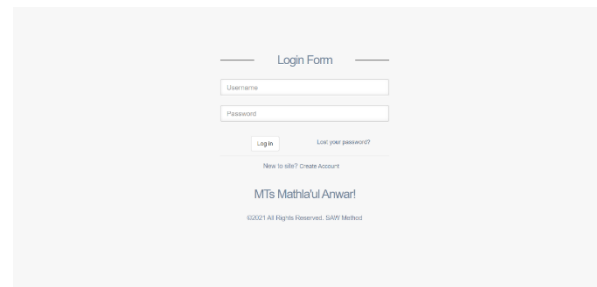 Login Form
Username
Password
Log in Lost your password?
New to site? Create Account
MTs Mathla'ul Anwar!
©2021 All Rights Reserved. SAW Method